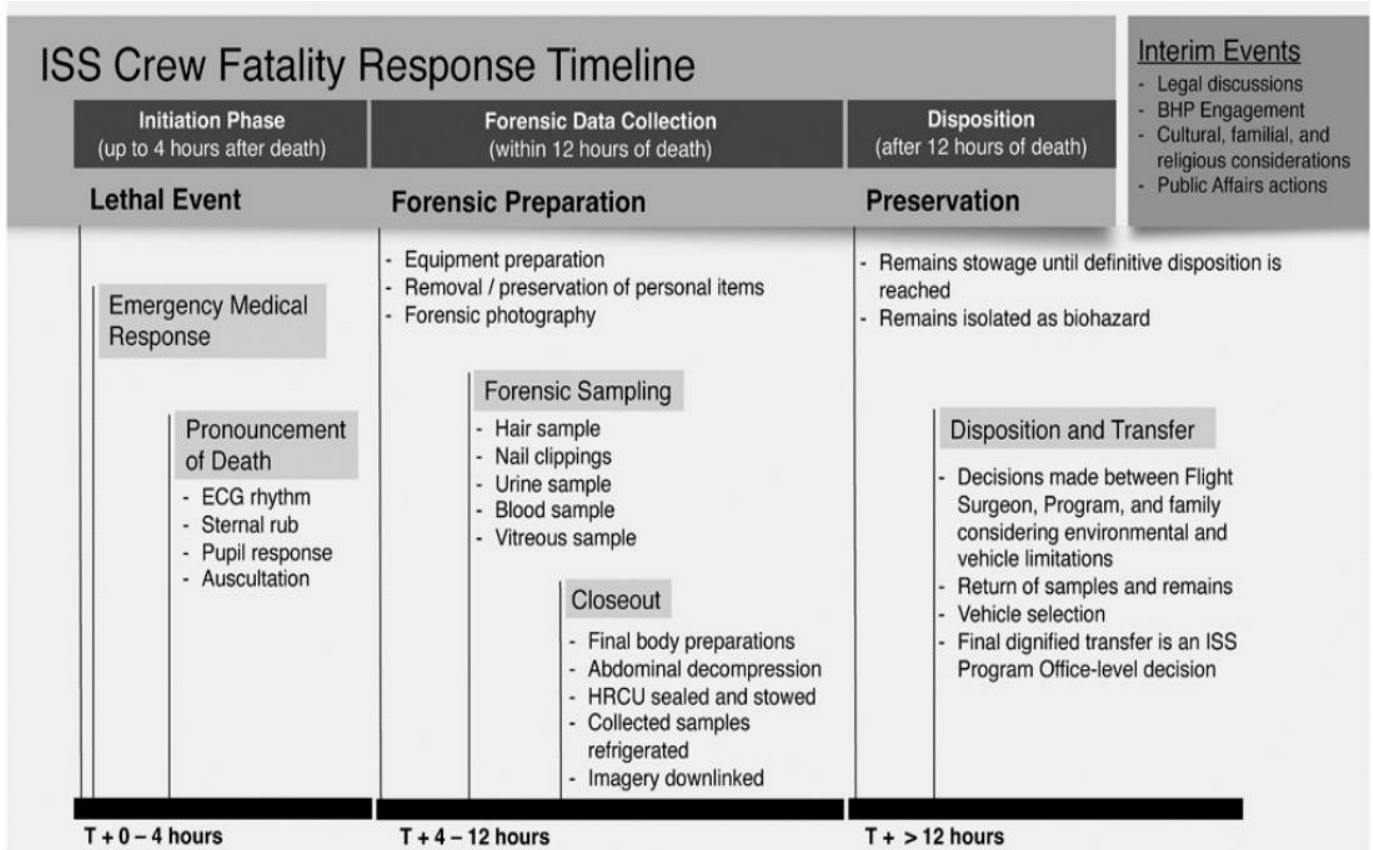 ISS Crew Fatality Response Timeline
Interim Events
- Legal discussions
- BHP Engagement
- Cultural, familial, and
religious considerations
- Public Affairs actions
Initiation Phase
(up to 4 hours after death)
Forensic Data Collection
(within 12 hours of death)
Disposition
(after 12 hours of death)
Lethal Event
Forensic Preparation
Preservation
Emergency Medical
Response
Pronouncement
of Death
- ECG rhythm
- Sternal rub
- Pupil response
- Auscultation
- Equipment preparation
- Removal / preservation of personal items
- Forensic photography
Forensic Sampling
- Hair sample
- Nail clippings
- Urine sample
- Blood sample
- Vitreous sample
Closeout
- Final body preparations
- Abdominal decompression
- HRCU sealed and stowed
- Collected samples
refrigerated
- Imagery downlinked
- Remains stowage until definitive disposition is
reached
- Remains isolated as biohazard
Disposition and Transfer
- Decisions made between Flight
Surgeon, Program, and family
considering environmental and
vehicle limitations
- Return of samples and remains
- Vehicle selection
- Final dignified transfer is an ISS
Program Office-level decision
T + 0 – 4 hours
T + 4 – 12 hours
T + > 12 hours